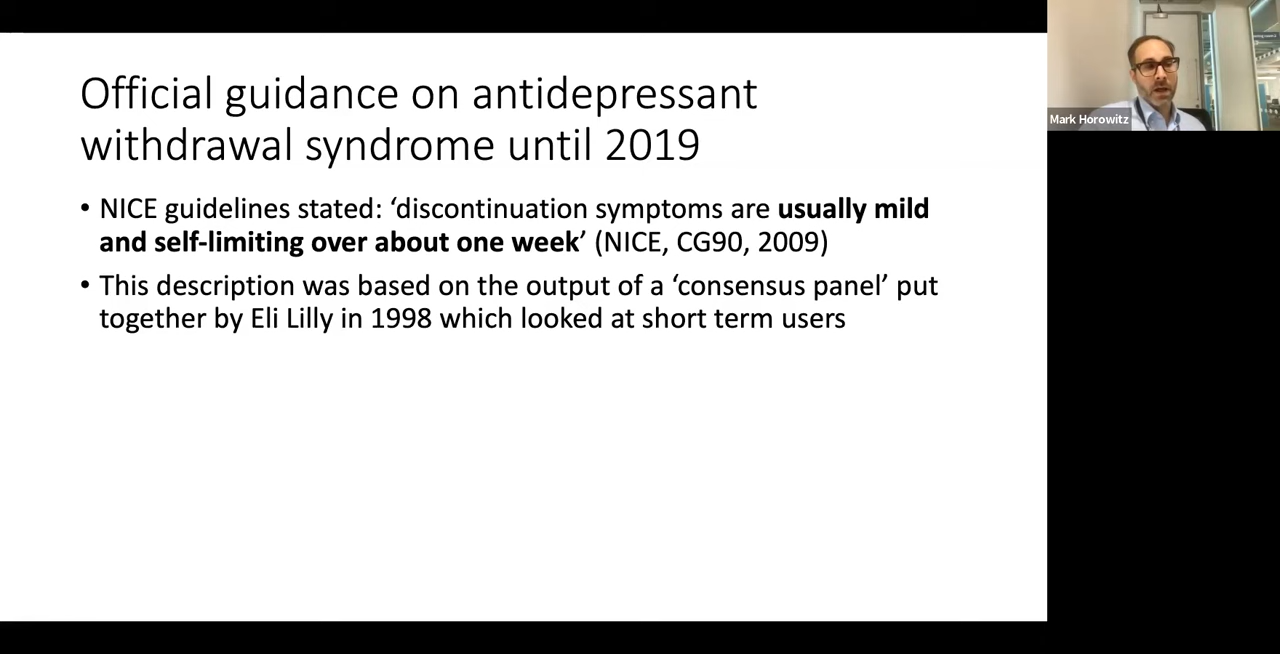 Official guidance on antidepressant
withdrawal syndrome until 2019
• NICE guidelines stated: ‘discontinuation symptoms are usually mild
and self-limiting over about one week’ (NICE, CG90, 2009)
• This description was based on the output of a ‘consensus panel’ put
together by Eli Lilly in 1998 which looked at short term users
Mark Horowitz